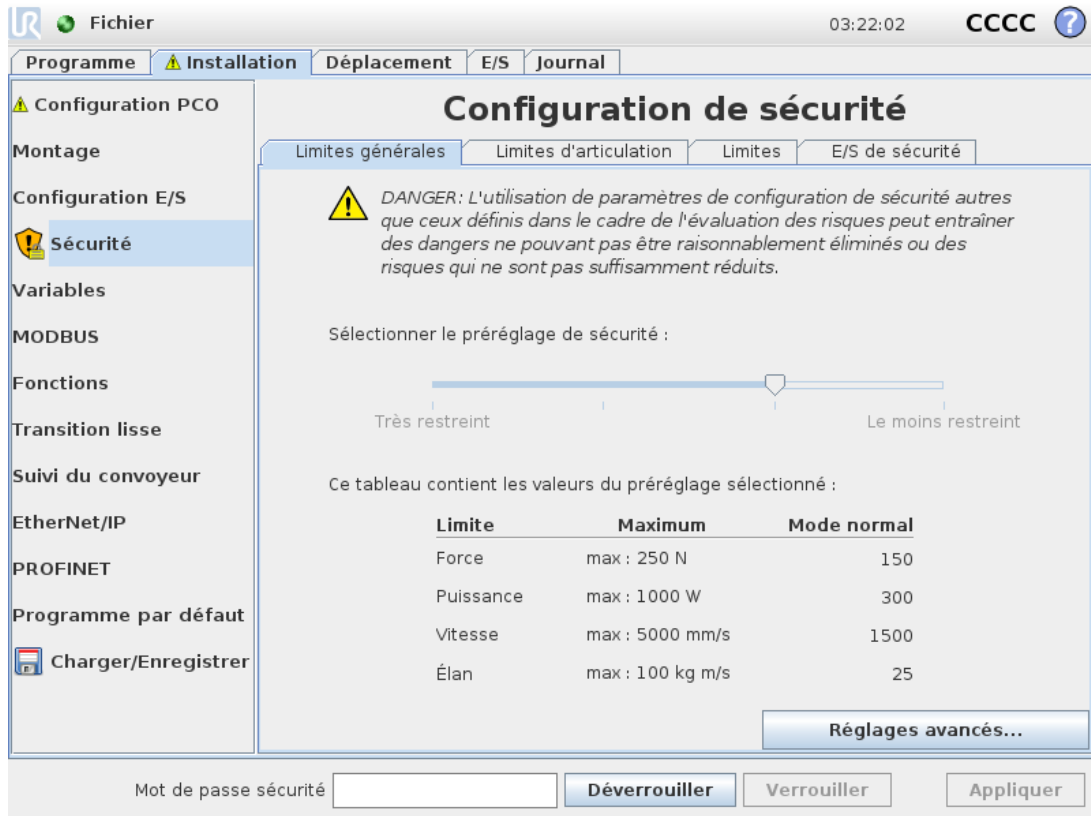 UR Fichier 03:22:02 CCCC ?
Programme Installation Déplacement E/S Journal
Configuration PCO
Montage
Configuration E/S
Sécurité
Variables
MODBUS
Fonctions
Transition lisse
Suivi du convoyeur
EtherNet/IP
PROFINET
Programme par défaut
Charger/Enregistrer
Configuration de sécurité
Limites générales Limites d'articulation Limites E/S de sécurité
DANGER: L'utilisation de paramètres de configuration de sécurité autres
que ceux définis dans le cadre de l'évaluation des risques peut entraîner
des dangers ne pouvant pas être raisonnablement éliminés ou des
risques qui ne sont pas suffisamment réduits.
Sélectionner le préréglage de sécurité :
Très restreint Le moins restreint
Ce tableau contient les valeurs du préréglage sélectionné :
Limite Maximum Mode normal
Force max : 250 N 150
Puissance max : 1000 W 300
Vitesse max : 5000 mm/s 1500
Élan max : 100 kg m/s 25
Réglages avancés...
Mot de passe sécurité Déverrouiller Verrouiller Appliquer